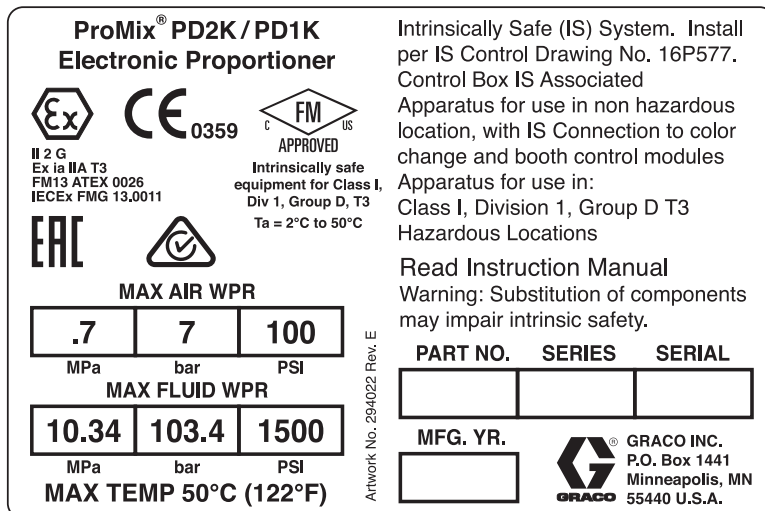 ProMix® PD2K / PD1K
Electronic Proportioner
Ex
CE 0359
FM
C US
APPROVED
II 2 G
Ex ia IIA T3
FM13 ATEX 0026
IECEx FMG 13.0011
Intrinsically safe
equipment for Class I,
Div 1, Group D, T3
Ta = 2°C to 50°C
EAC
MAX AIR WPR
.7 7 100
MPa bar PSI
MAX FLUID WPR
10.34 103.4 1500
MPa bar PSI
MAX TEMP 50°C (122°F)
Artwork No. 294022 Rev. E
Intrinsically Safe (IS) System. Install
per IS Control Drawing No. 16P577.
Control Box IS Associated
Apparatus for use in non hazardous
location, with IS Connection to color
change and booth control modules
Apparatus for use in:
Class I, Division 1, Group D T3
Hazardous Locations
Read Instruction Manual
Warning: Substitution of components
may impair intrinsic safety.
PART NO. SERIES SERIAL
MFG. YR.
G®
GRACO
GRACO INC.
P.O. Box 1441
Minneapolis, MN
55440 U.S.A.